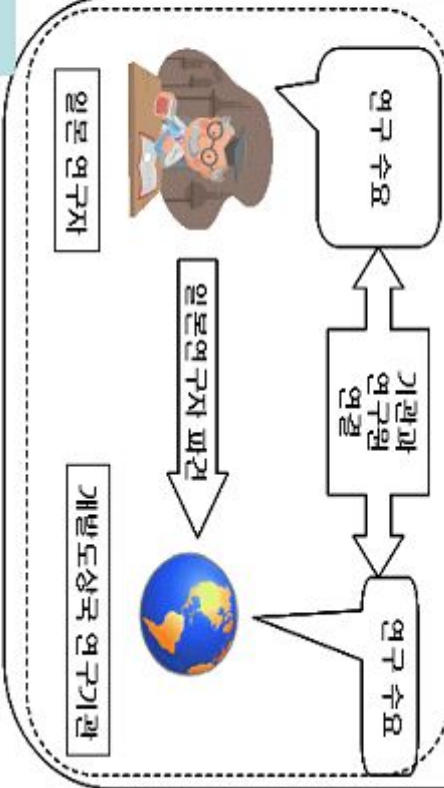 연구 수요
기관과
연구원
연결
연구 수요
일본연구자 파견
일본 연구자
개발도상국 연구기관